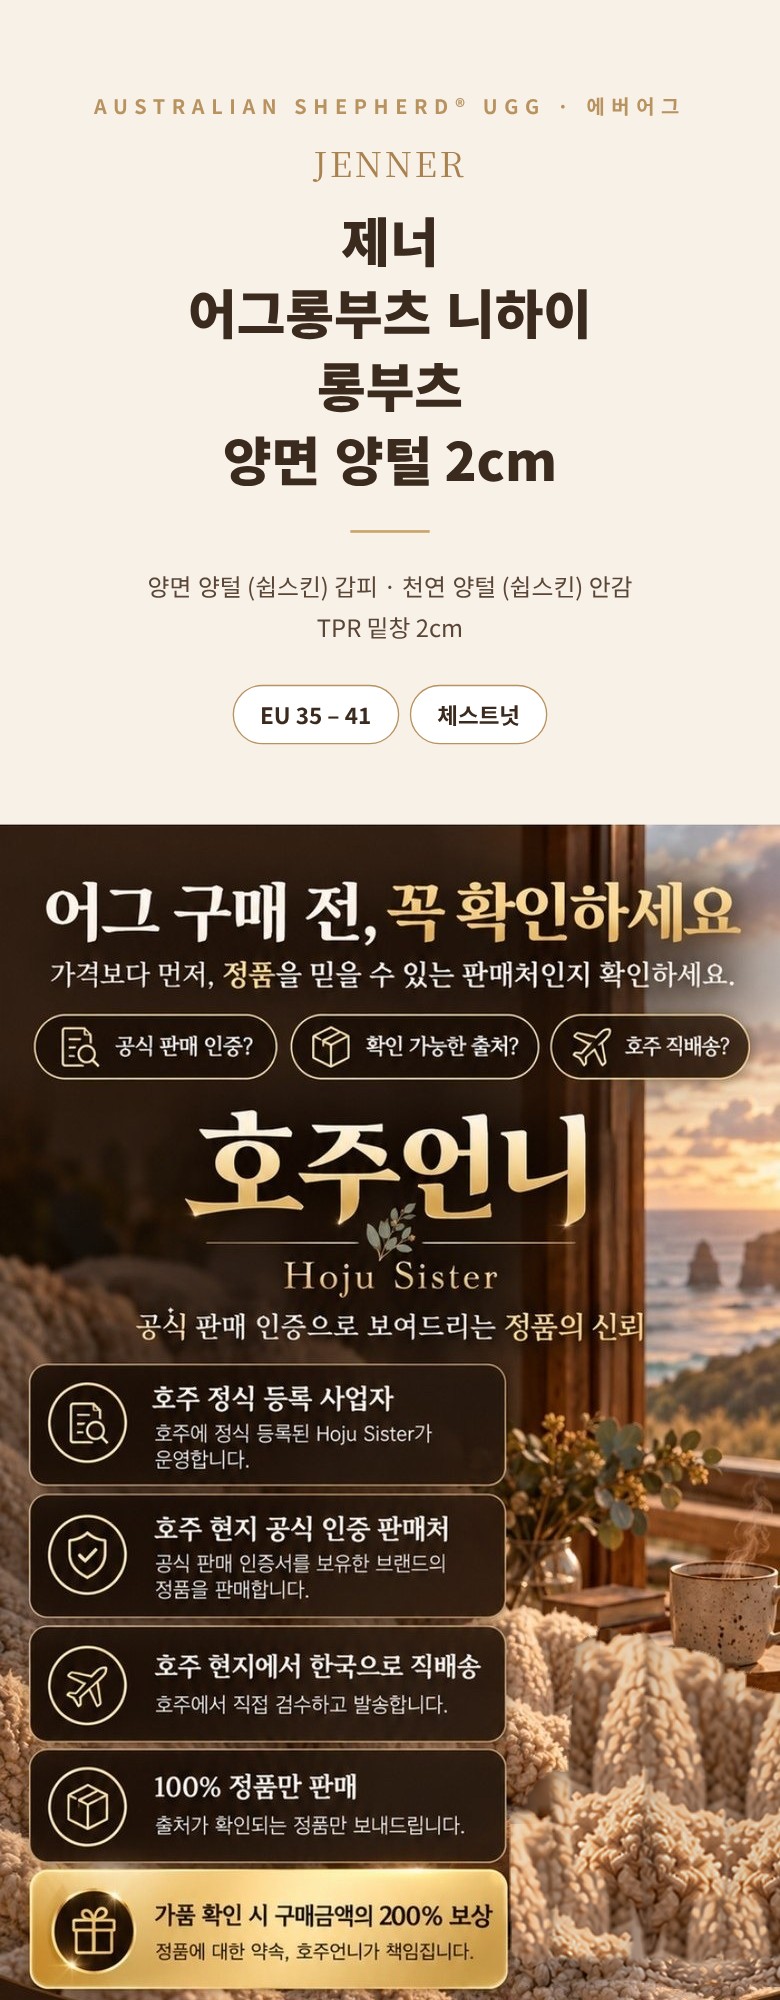 AUSTRALIAN SHEPHERD® UGG · 에버어그
JENNER
제너
어그롱부츠 니하이
롱부츠
양면 양털 2cm
양면 양털 (쉽스킨) 갑피 · 천연 양털 (쉽스킨) 안감
TPR 밑창 2cm
EU 35 – 41
체스트넛
어그 구매 전, 꼭 확인하세요
가격보다 먼저, 정품을 믿을 수 있는 판매처인지 확인하세요.
공식 판매 인증?
확인 가능한 출처?
호주 직배송?
호주언니
Hoju Sister
공식 판매 인증으로 보여드리는 정품의 신뢰
호주 정식 등록 사업자
호주에 정식 등록된 Hoju Sister가
운영합니다.
호주 현지 공식 인증 판매처
공식 판매 인증서를 보유한 브랜드의
정품을 판매합니다.
호주 현지에서 한국으로 직배송
호주에서 직접 검수하고 발송합니다.
100% 정품만 판매
출처가 확인되는 정품만 보내드립니다.
가품 확인 시 구매금액의 200% 보상
정품에 대한 약속, 호주언니가 책임집니다.